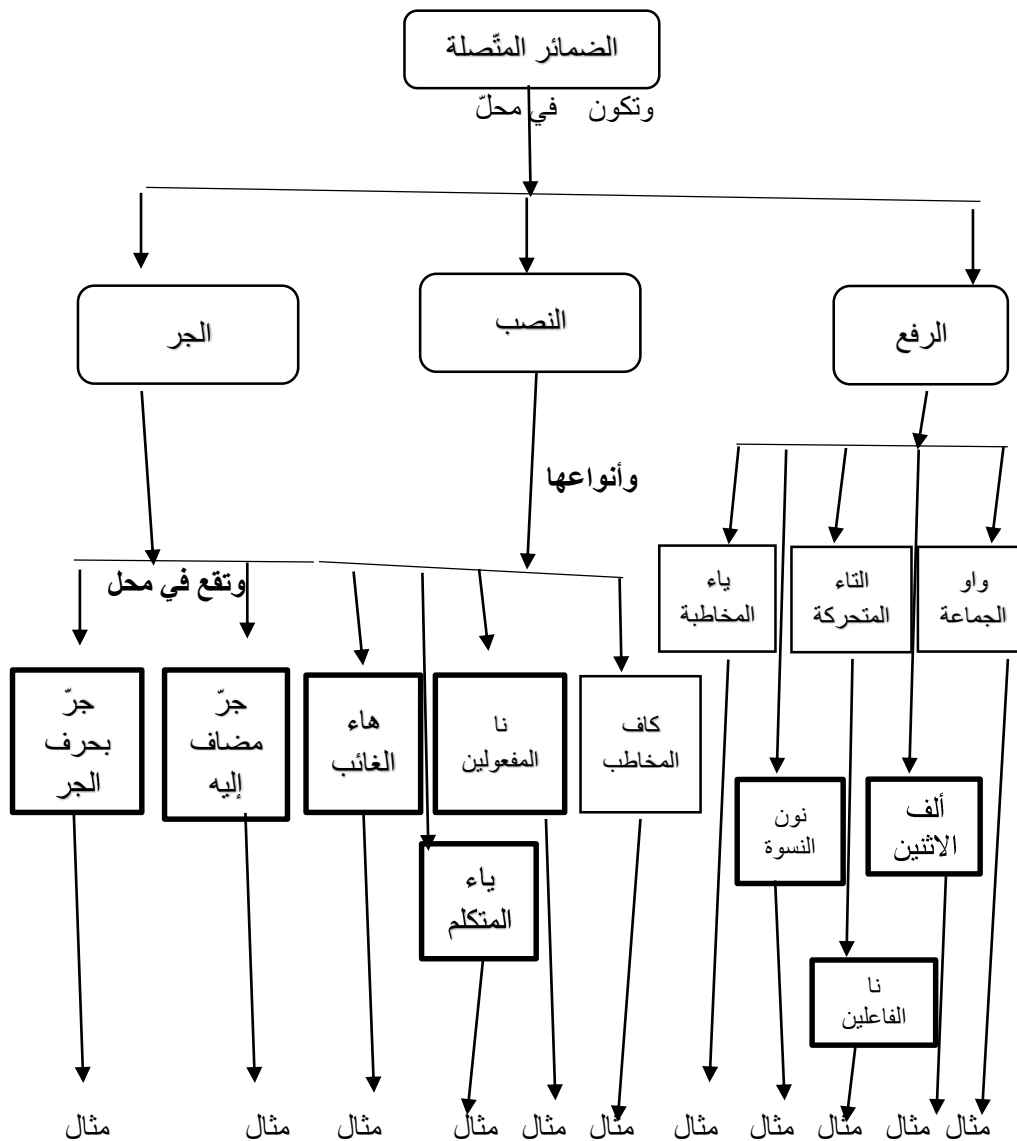 الضمائر المتّصلة
وتكون في محلّ
الرفع
النصب
الجر
وأنواعها
وتقع في محل
واو
الجماعة
التاء
المتحركة
ياء
المخاطبة
ألف
الاثنين
نون
النسوة
نا
الفاعلين
كاف
المخاطب
نا
المفعولين
هاء
الغائب
ياء
المتكلم
جرّ
مضاف
إليه
جرّ
بحرف
الجر
مثال مثال مثال مثال مثال مثال مثال مثال مثال مثال مثال